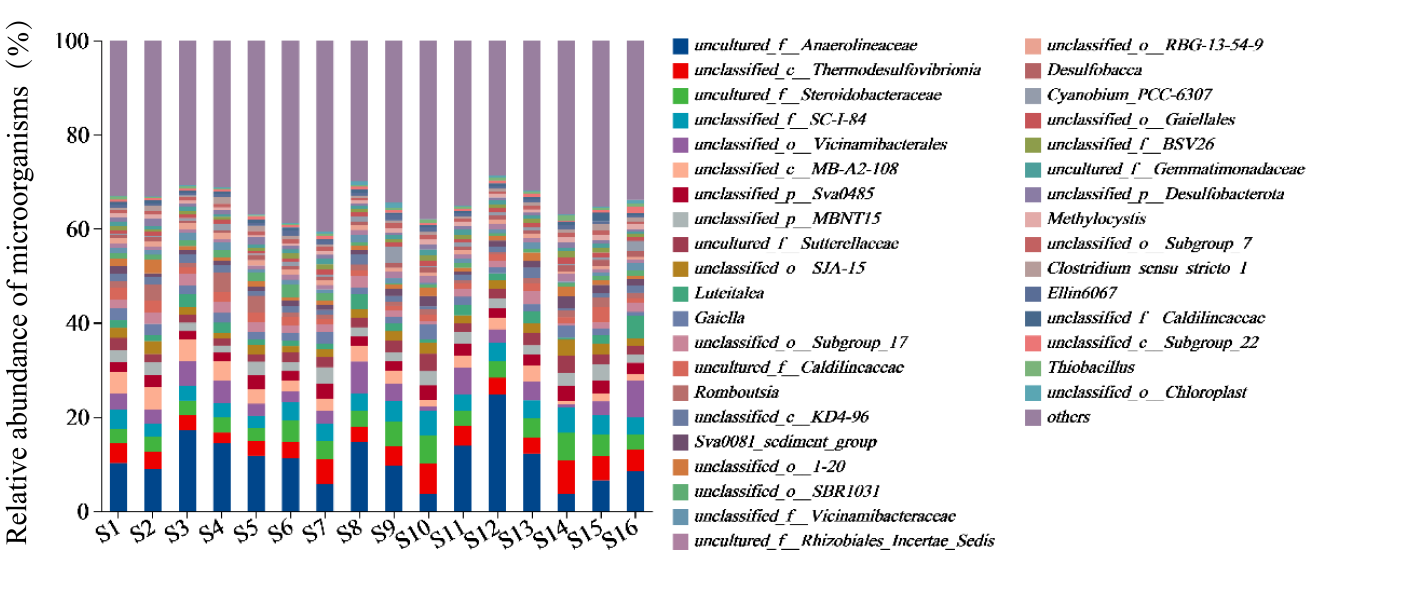 Relative abundance of microorganisms (%)
100
80
60
40
20
0
S1 S2 S3 S4 S5 S6 S7 S8 S9 S10 S11 S12 S13 S14 S15 S16
uncultured_f__Anaerolineaceae
unclassified_c__Thermodesulfovibrionia
uncultured_f__Steroidobacteraceae
unclassified_f__SC-I-84
unclassified_o__Vicinamibacterales
unclassified_c__MB-A2-108
unclassified_p__Sva0485
unclassified_p__MBNT15
uncultured_f__Sutterellaceae
unclassified_o__SJA-15
Luteitalea
Gaiella
unclassified_o__Subgroup_17
uncultured_f__Caldilineaceae
Romboutsia
unclassified_c__KD4-96
Sva0081_sediment_group
unclassified_o__1-20
unclassified_o__SBR1031
unclassified_f__Vicinamibacteraceae
uncultured_f__Rhizobiales_Incertae_Sedis
unclassified_o__RBG-13-54-9
Desulfobacca
Cyanobium_PCC-6307
unclassified_o__Gaiellales
unclassified_f__BSV26
uncultured_f__Gemmatimonadaceae
unclassified_p__Desulfobacterota
Methylocystis
unclassified_o__Subgroup_7
Clostridium_sensu_stricto_1
Ellin6067
unclassified_f__Caldilineaceae
unclassified_c__Subgroup_22
Thiobacillus
unclassified_o__Chloroplast
others